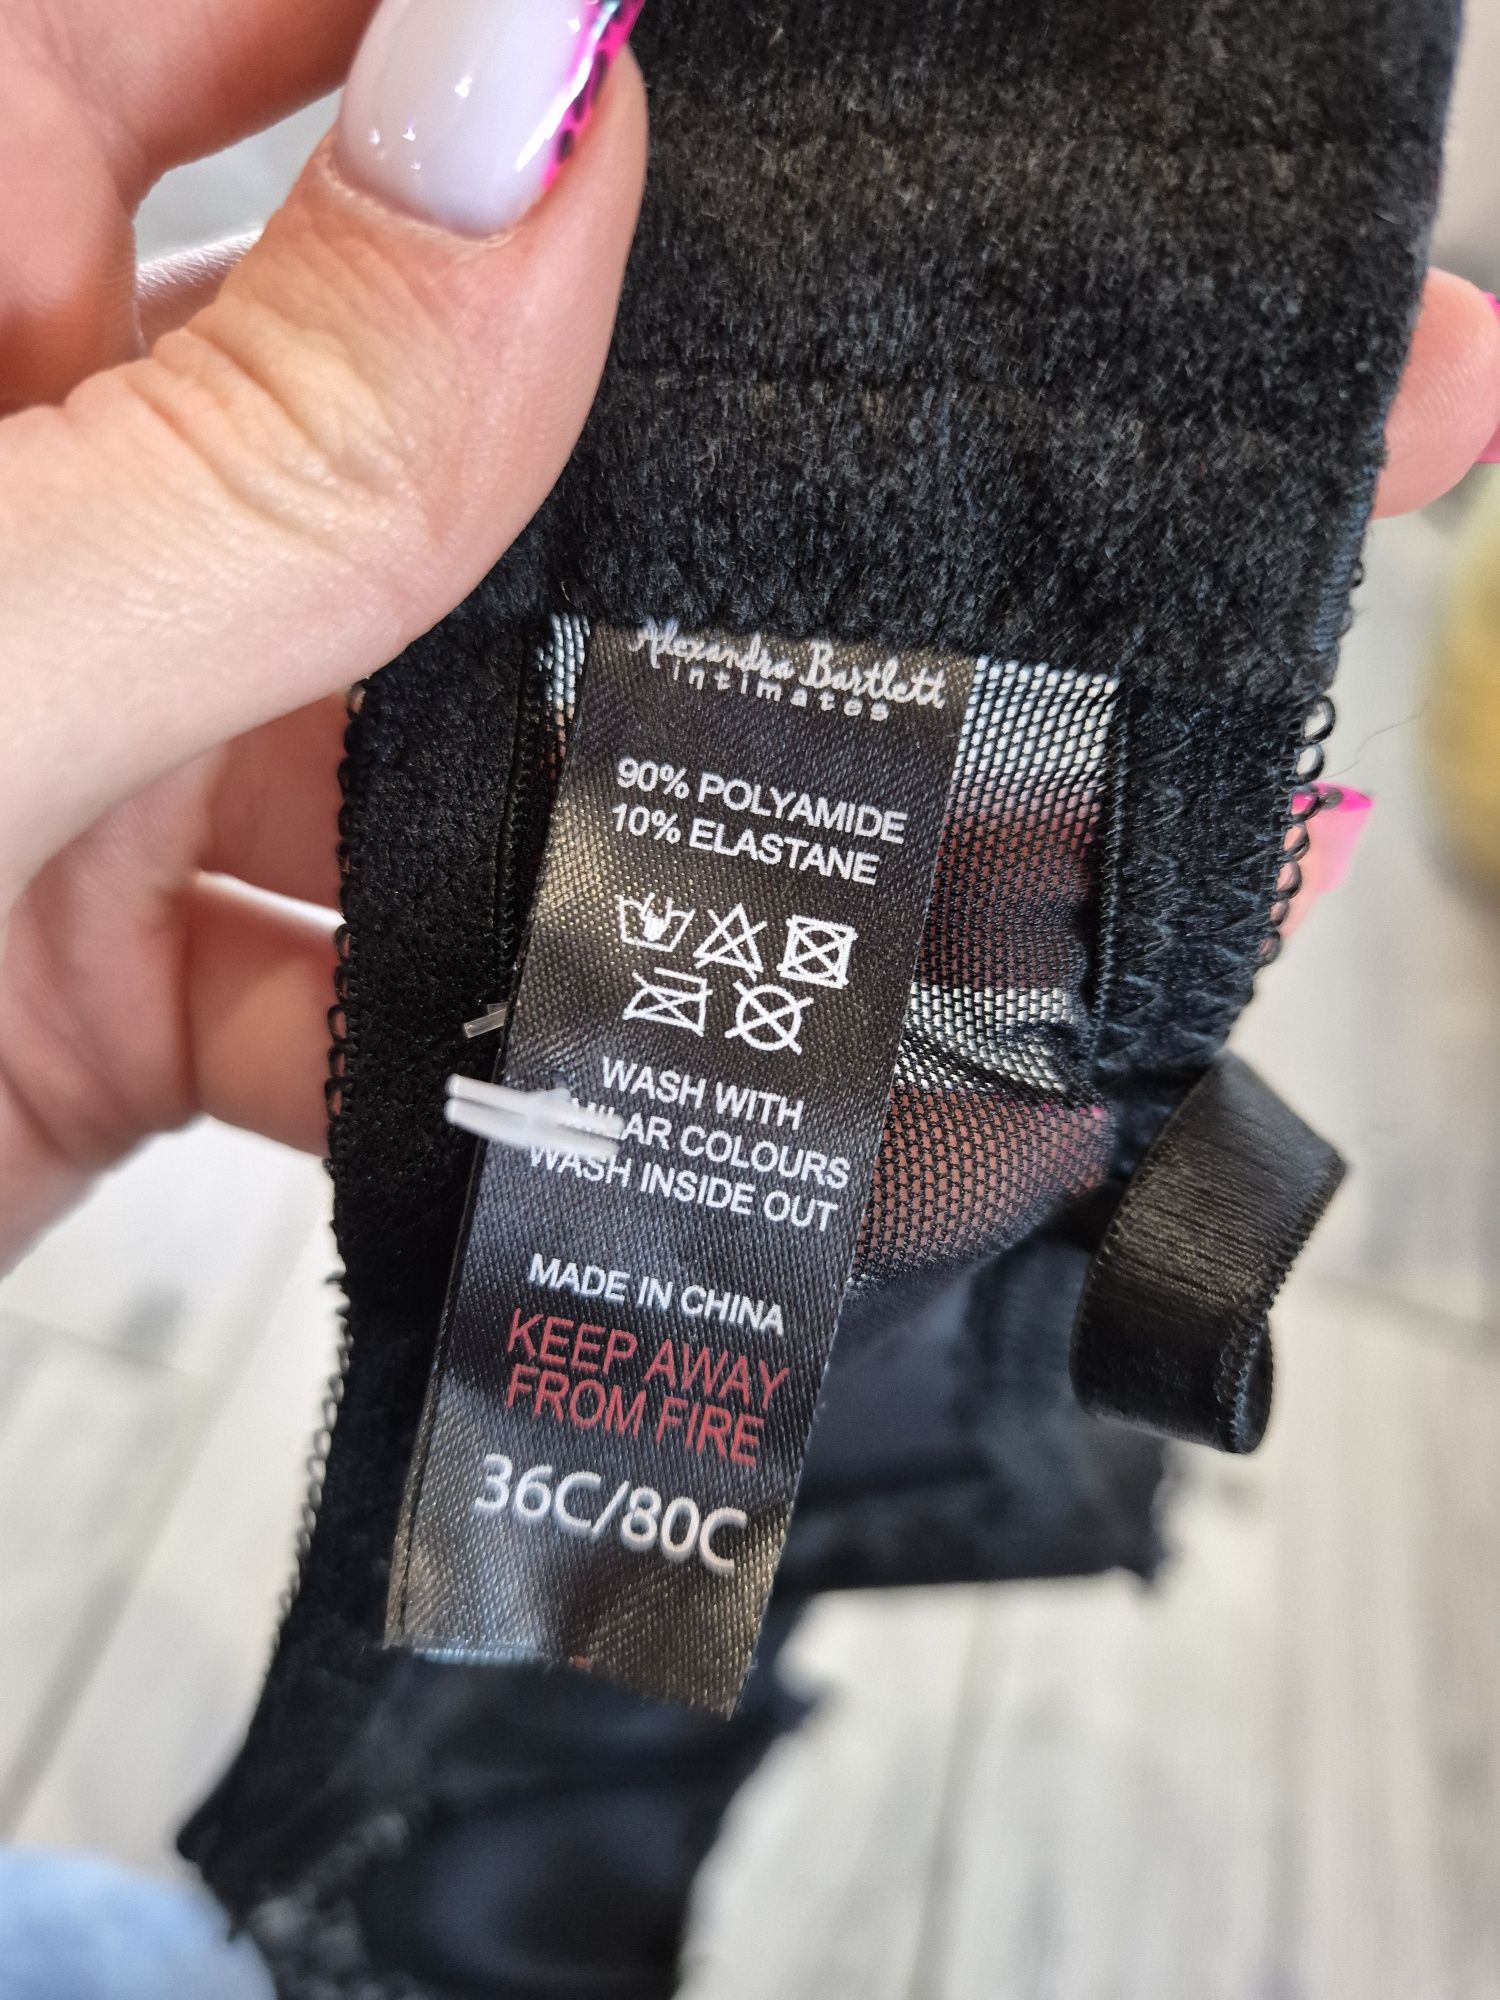 Alexandra Bartlett
intimates
90% POLYAMIDE
10% ELASTANE
WASH WITH
COLOURS
WASH INSIDE OUT
MADE IN CHINA
KEEP AWAY
FROM FIRE
36C/80C